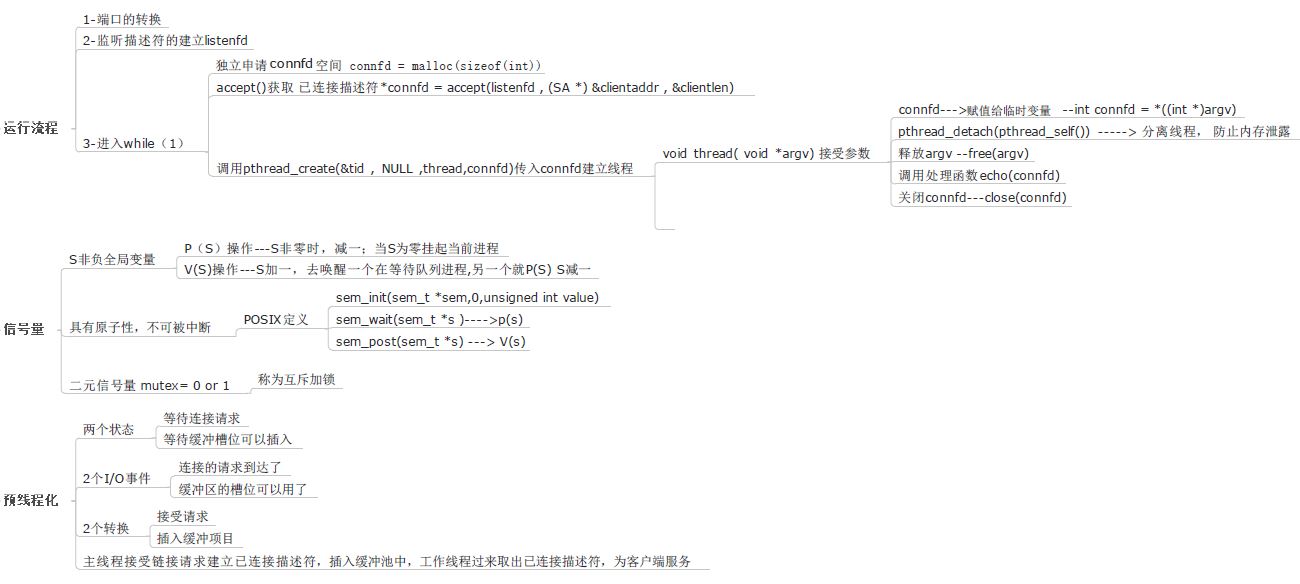 运行流程
1-端口的转换
2-监听描述符的建立listenfd
3-进入while（1）
独立申请connfd空间 connfd = malloc(sizeof(int))
accept()获取 已连接描述符*connfd = accept(listenfd , (SA *) &clientaddr , &clientlen)
调用pthread_create(&tid , NULL ,thread,connfd)传入connfd建立线程
void thread( void *argv) 接受参数
connfd--->赋值给临时变量 --int connfd = *((int *)argv)
pthread_detach(pthread_self()) -----> 分离线程， 防止内存泄露
释放argv --free(argv)
调用处理函数echo(connfd)
关闭connfd---close(connfd)
信号量
S非负全局变量
P（S）操作---S非零时，减一；当S为零挂起当前进程
V(S)操作---S加一，去唤醒一个在等待队列进程,另一个就P(S) S减一
具有原子性，不可被中断
POSIX定义
sem_init(sem_t *sem,0,unsigned int value)
sem_wait(sem_t *s )---->p(s)
sem_post(sem_t *s) ---> V(s)
二元信号量 mutex= 0 or 1
称为互斥加锁
预线程化
两个状态
等待连接请求
等待缓冲槽位可以插入
2个I/O事件
连接的请求到达了
缓冲区的槽位可以用了
2个转换
接受请求
插入缓冲项目
主线程接受链接请求建立已连接描述符，插入缓冲池中，工作线程过来取出已连接描述符，为客户端服务